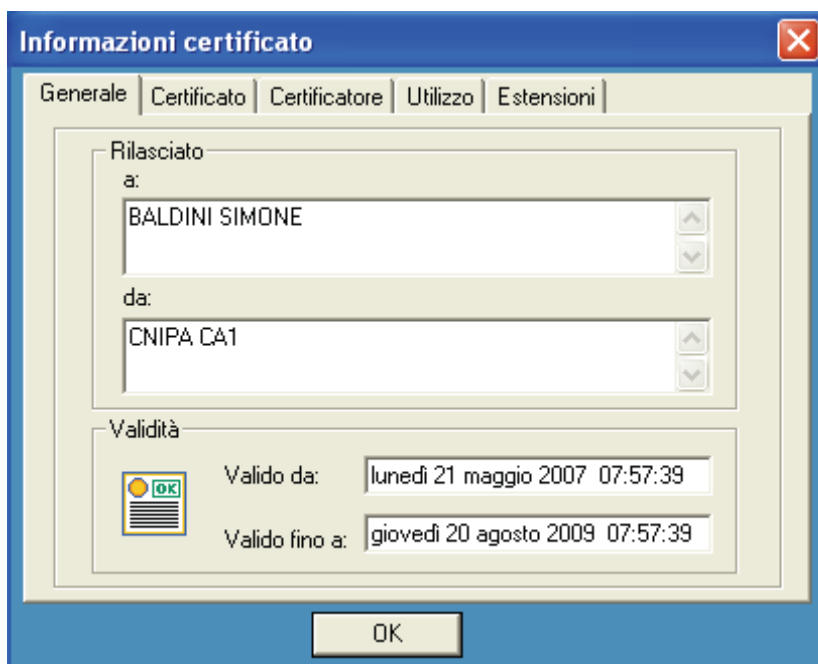 Informazioni certificato
Generale Certificato Certificatore Utilizzo Estensioni
Rilasciato
a:
BALDINI SIMONE
da:
CNIPA CA1
Validità
OK
Valido da: lunedì 21 maggio 2007 07:57:39
Valido fino a: giovedì 20 agosto 2009 07:57:39
OK